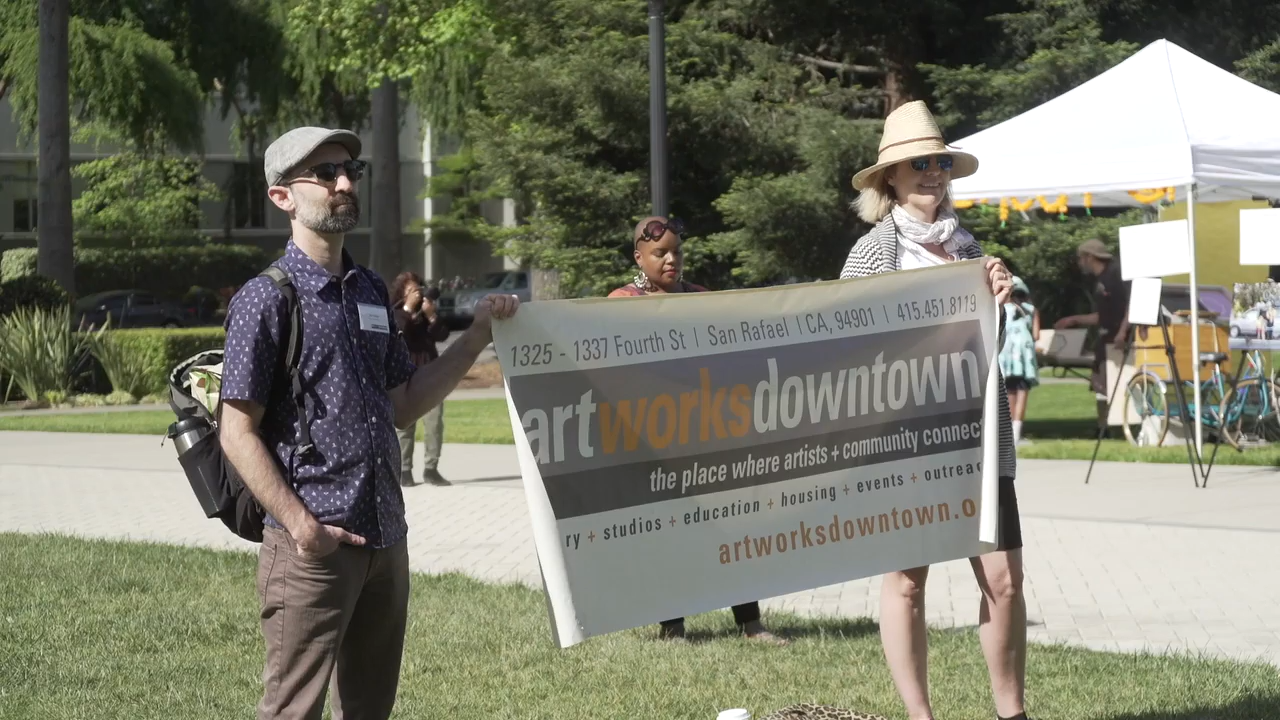 1325 - 1337 Fourth St | San Rafael | CA, 94901 | 415.451.8119
artworksdowntown
the place where artists + community connec
ry + studios + education + housing + events + outreac
artworksdowntown.o